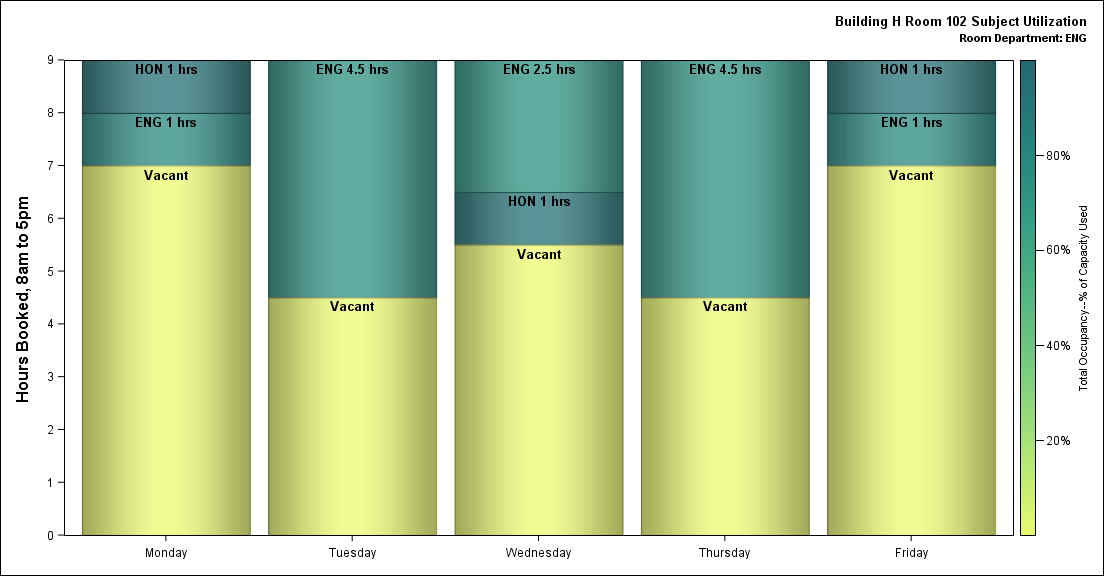 Building H Room 102 Subject Utilization
Room Department: ENG
Hours Booked, 8am to 5pm
9
8
7
6
5
4
3
2
1
0
HON 1 hrs
ENG 1 hrs
Vacant
ENG 4.5 hrs
Vacant
ENG 2.5 hrs
HON 1 hrs
Vacant
ENG 4.5 hrs
Vacant
HON 1 hrs
ENG 1 hrs
Vacant
Monday
Tuesday
Wednesday
Thursday
Friday
80%
60%
40%
20%
Total Occupancy--% of Capacity Used